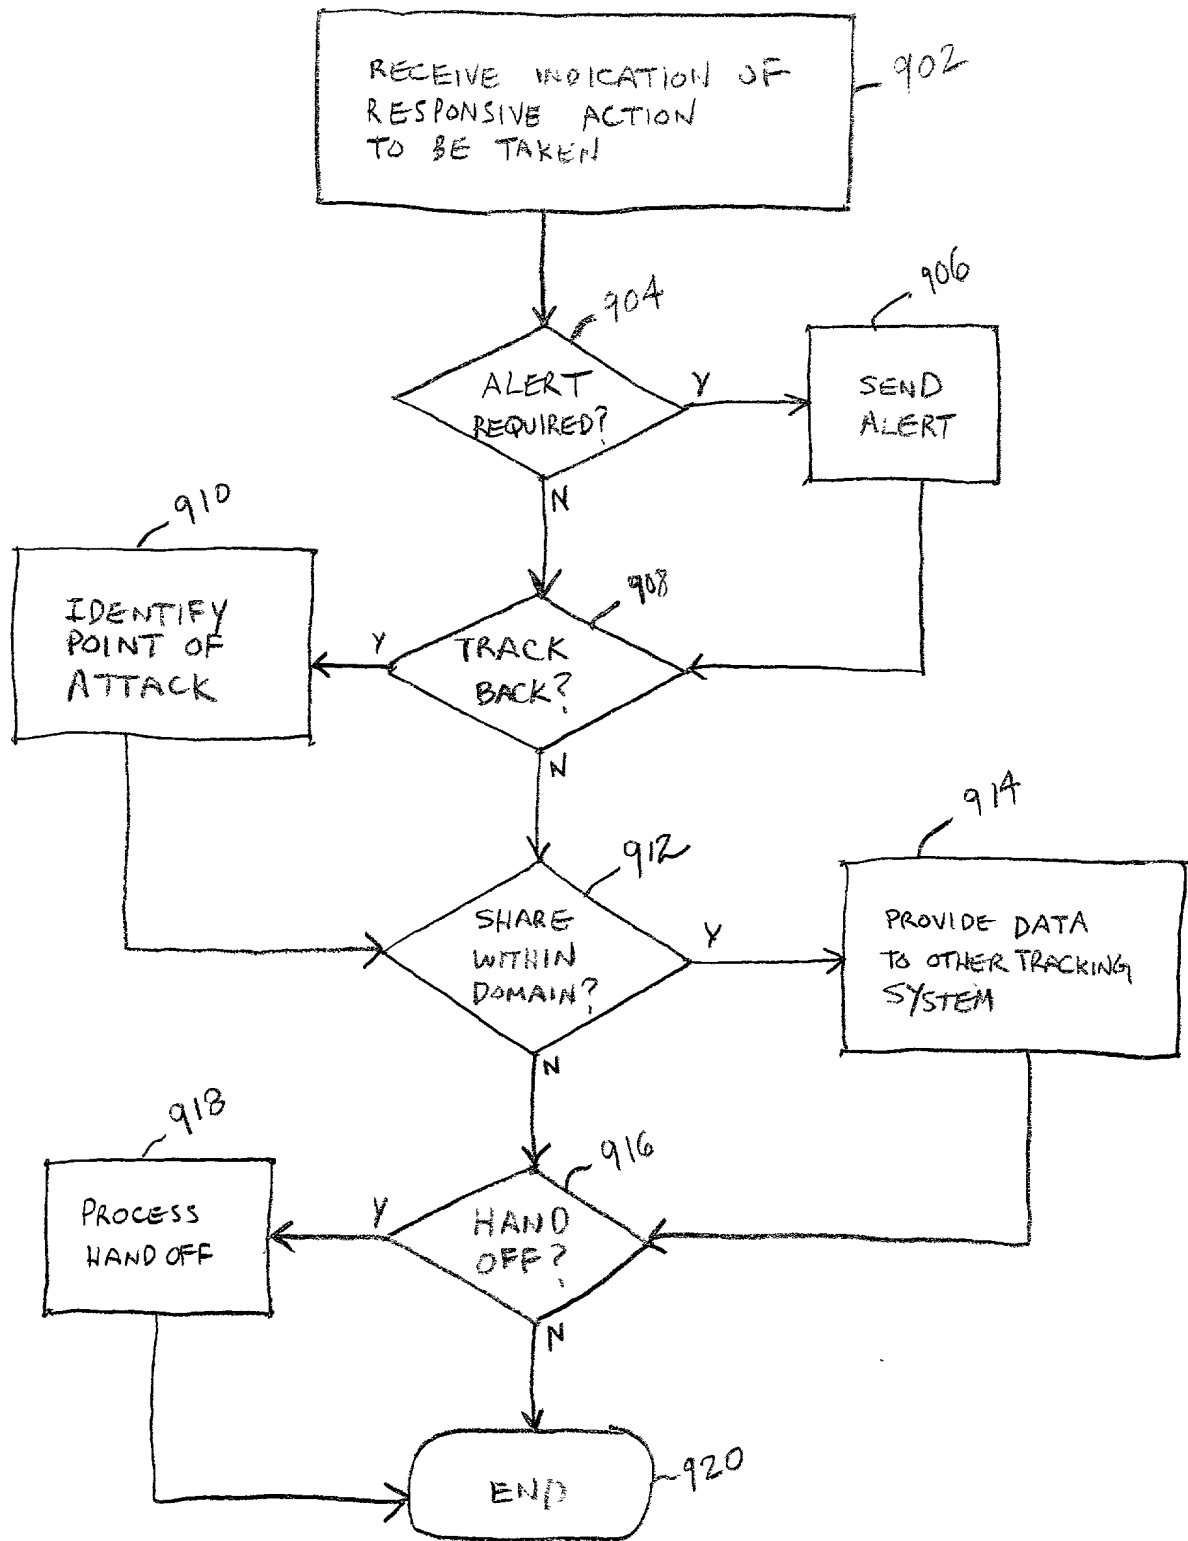 RECEIVE INDICATION OF
RESPONSIVE ACTION
TO BE TAKEN
902
904
ALERT
REQUIRED?
Y
N
906
SEND
ALERT
910
IDENTIFY
POINT OF
ATTACK
908
TRACK
BACK?
Y
N
912
SHARE
WITHIN
DOMAIN?
Y
N
914
PROVIDE DATA
TO OTHER TRACKING
SYSTEM
918
PROCESS
HAND OFF
916
HAND
OFF?
Y
N
END
920